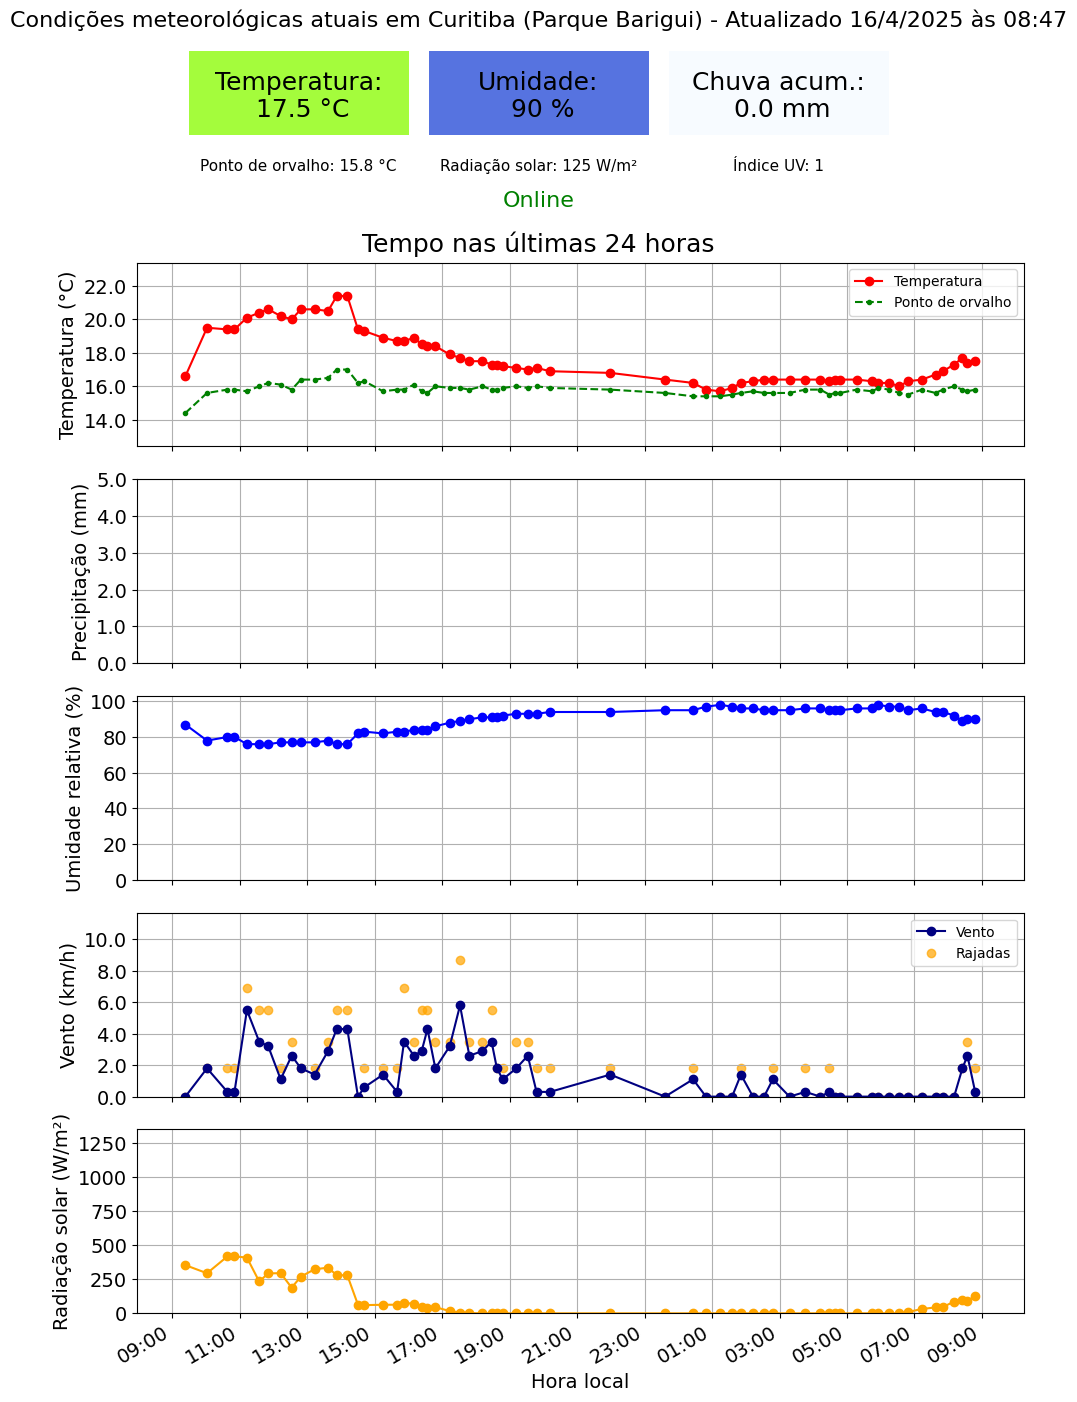 Condições meteorológicas atuais em Curitiba (Parque Barigui) - Atualizado 16/4/2025 às 08:47
Temperatura:
17.5 °C
Umidade:
90 %
Chuva acum.:
0.0 mm
Ponto de orvalho: 15.8 °C
Radiação solar: 125 W/m²
Índice UV: 1
Online
Tempo nas últimas 24 horas
Temperatura (°C)
22.0
20.0
18.0
16.0
14.0
Temperatura
Ponto de orvalho
Precipitação (mm)
5.0
4.0
3.0
2.0
1.0
0.0
Umidade relativa (%)
100
80
60
40
20
0
Vento (km/h)
10.0
8.0
6.0
4.0
2.0
0.0
Vento
Rajadas
Radiação solar (W/m²)
1250
1000
750
500
250
0
09:00
11:00
13:00
15:00
17:00
19:00
21:00
23:00
01:00
03:00
05:00
07:00
09:00
Hora local